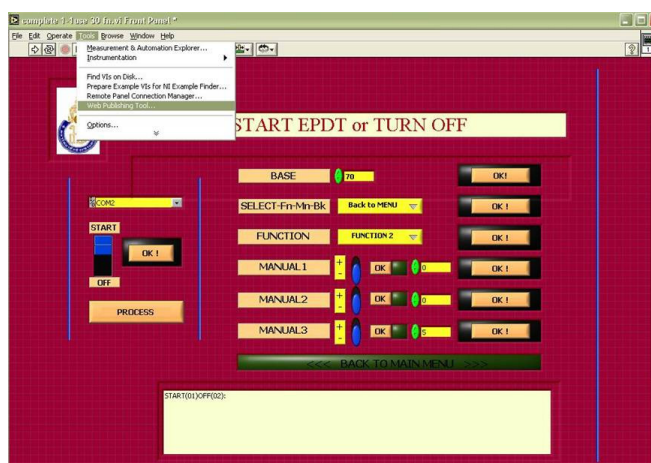 complete 1-1use 30 fn.vi Front Panel *
File Edit Operate Tools Browse Window Help
Measurement & Automation Explorer...
Instrumentation
Find VIs on Disk...
Prepare Example VIs for NI Example Finder...
Remote Panel Connection Manager...
Web Publishing Tool...
Options...
START EPDT or TURN OFF
BASE 70 OK!
COM2
SELECT-Fn-Mn-Bk Back to MENU OK !
START
FUNCTION FUNCTION 2 OK !
OK !
MANUAL1 + - OK 0 OK !
OFF
MANUAL2 + - OK 0 OK !
PROCESS
MANUAL3 + - OK 5 OK !
<<< BACK TO MAIN MENU >>>
START(01)OFF(02):